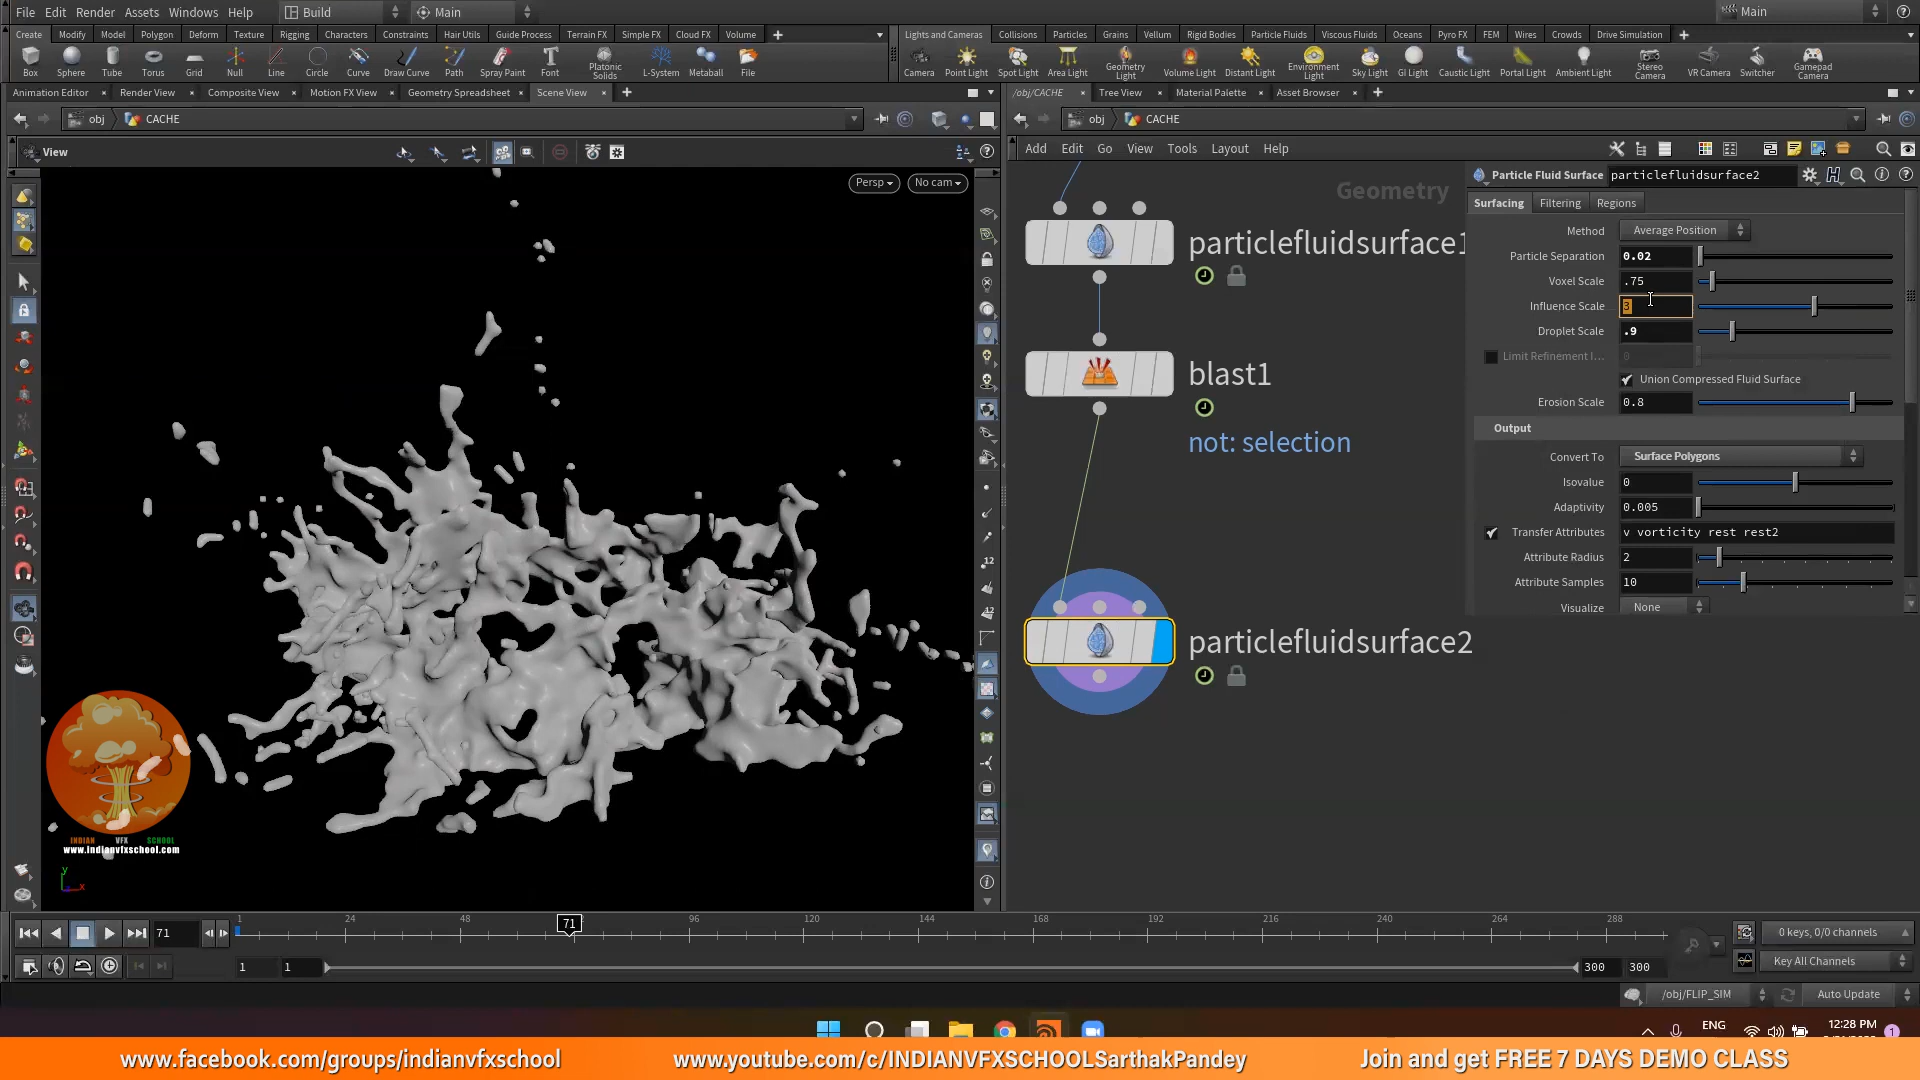 File Edit Render Assets Windows Help Build Main Main
Create Modify Model Polygon Deform Texture Rigging Characters Constraints Hair Utils Guide Process Terrain FX Simple FX Cloud FX Volume
Lights and Cameras Collisions Particles Grains Vellum Rigid Bodies Particle Fluids Viscous Fluids Oceans Pyro FX FEM Wires Crowds Drive Simulation
Box Sphere Tube Torus Grid Null Line Circle Curve Draw Curve Path Spray Paint Font Platonic Solids L-System Metaball File
Camera Point Light Spot Light Area Light Geometry Light Volume Light Distant Light Environment Light Sky Light GI Light Caustic Light Portal Light Ambient Light Stereo Camera VR Camera Switcher Gamepad Camera
Animation Editor Render View Composite View Motion FX View Geometry Spreadsheet Scene View
/obj/CACHE Tree View Material Palette Asset Browser
obj CACHE
obj CACHE
View
Add Edit Go View Tools Layout Help
Persp No cam
Geometry
particlefluidsurface1
blast1
not: selection
particlefluidsurface2
Particle Fluid Surface particlefluidsurface2
Surfacing Filtering Regions
Method Average Position
Particle Separation 0.02
Voxel Scale .75
Influence Scale 3
Droplet Scale .9
Limit Refinement I... 0
Union Compressed Fluid Surface
Erosion Scale 0.8
Output
Convert To Surface Polygons
Isovalue 0
Adaptivity 0.005
Transfer Attributes v vorticity rest rest2
Attribute Radius 2
Attribute Samples 10
Visualize None
INDIAN VFX SCHOOL
www.indianvfxschool.com
y
x
12
12
71
1 24 48 71 96 120 144 168 192 216 240 264 288
0 keys, 0/0 channels
1 1 300 300
Key All Channels
/obj/FLIP_SIM Auto Update
ENG
12:28 PM
1
www.facebook.com/groups/indianvfxschool www.youtube.com/c/INDIANVFXSCHOOLSarthakPandey Join and get FREE 7 DAYS DEMO CLASS